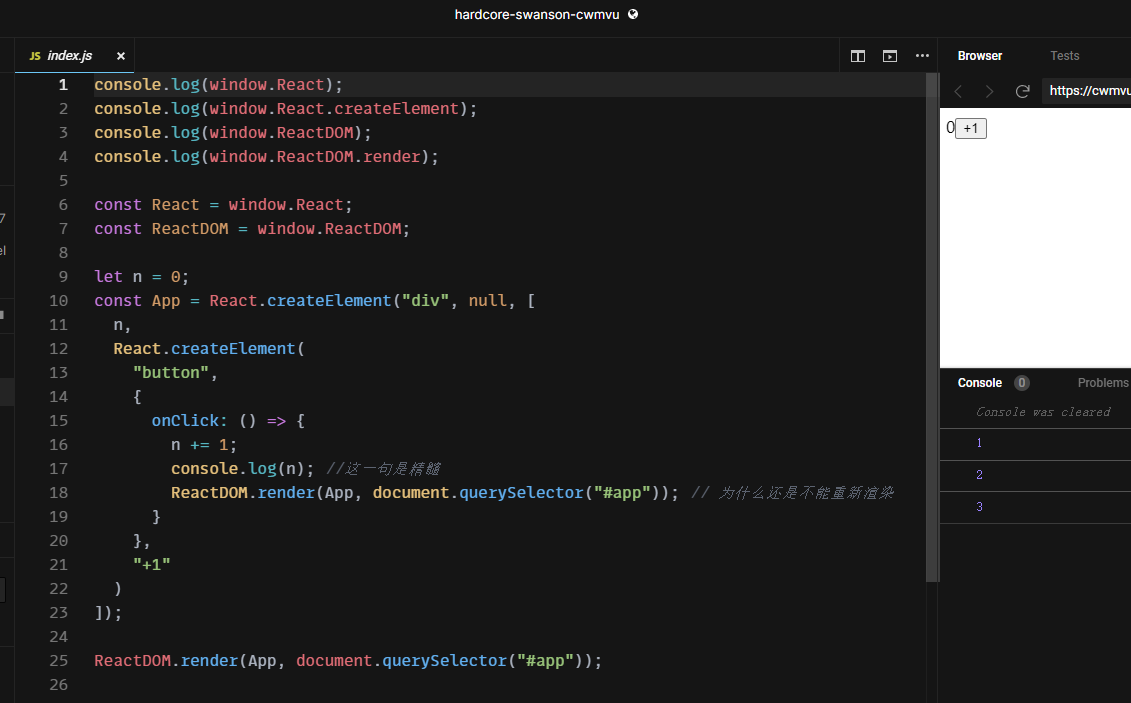 hardcore-swanson-cwmvu
JS index.js ×
Browser Tests
https://cwmvu
1 console.log(window.React);
2 console.log(window.React.createElement);
3 console.log(window.ReactDOM);
4 console.log(window.ReactDOM.render);
5
6 const React = window.React;
7 const ReactDOM = window.ReactDOM;
8
9 let n = 0;
10 const App = React.createElement("div", null, [
11 n,
12 React.createElement(
13 "button",
14 {
15 onClick: () => {
16 n += 1;
17 console.log(n); //这一句是精髓
18 ReactDOM.render(App, document.querySelector("#app")); // 为什么还是不能重新渲染
19 }
20 },
21 "+1"
22 )
23 ]);
24
25 ReactDOM.render(App, document.querySelector("#app"));
26
0 +1
Console 0 Problems
Console was cleared
1
2
3
7
el